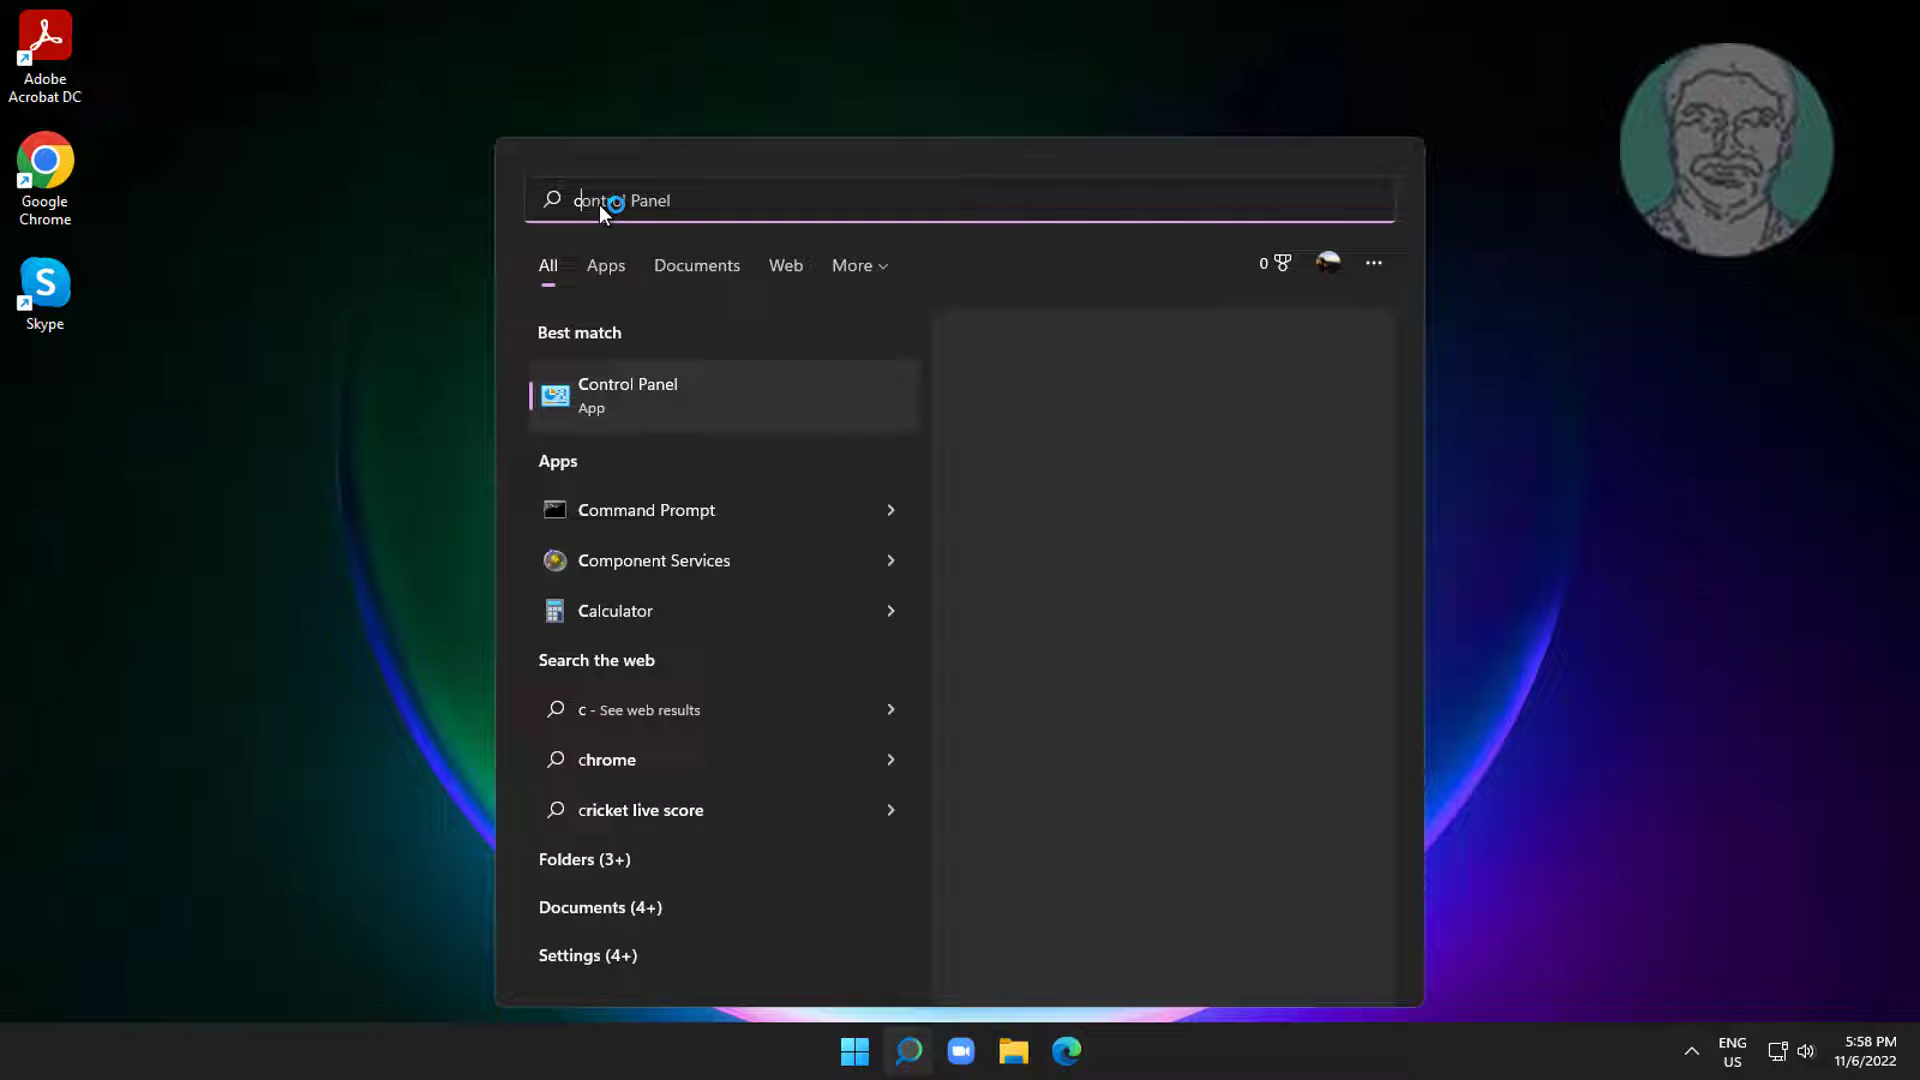 Adobe
Acrobat DC
Google
Chrome
Skype
control Panel
All Apps Documents Web More
0
Best match
Control Panel
App
Apps
Command Prompt
Component Services
Calculator
Search the web
c - See web results
chrome
cricket live score
Folders (3+)
Documents (4+)
Settings (4+)
ENG
US
5:58 PM
11/6/2022